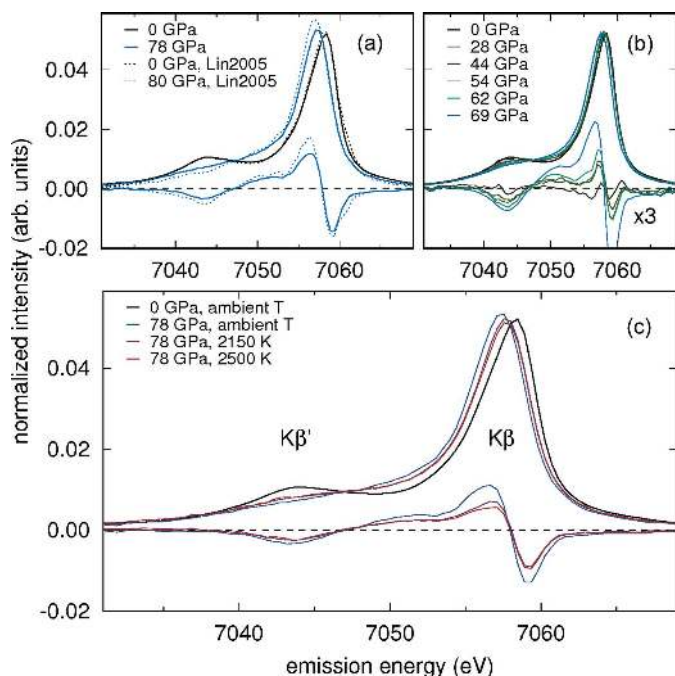 normalized intensity (arb. units)
0.04
0.02
0.00
-0.02
0 GPa
78 GPa
0 GPa, Lin2005
80 GPa, Lin2005
(a)
7040 7050 7060
0 GPa
28 GPa
44 GPa
54 GPa
62 GPa
69 GPa
(b)
x3
7040 7050 7060
0.04
0.02
0.00
-0.02
0 GPa, ambient T
78 GPa, ambient T
78 GPa, 2150 K
78 GPa, 2500 K
(c)
Kβ'
Kβ
7040 7050 7060
emission energy (eV)